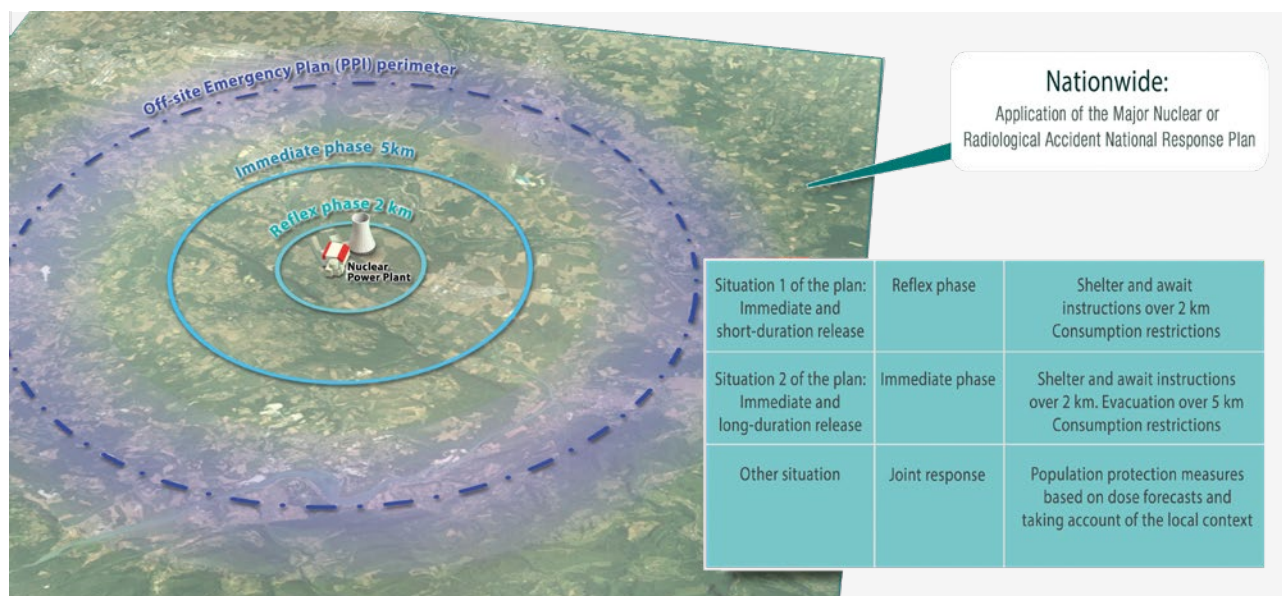 Off-site Emergency Plan (PPI) perimeter
Immediate phase 5km
Reflex phase 2 km
Nuclear
Power Plant
Nationwide:
Application of the Major Nuclear or
Radiological Accident National Response Plan
Situation 1 of the plan:
Immediate and
short-duration release
Reflex phase
Shelter and await
instructions over 2 km
Consumption restrictions
Situation 2 of the plan:
Immediate and
long-duration release
Immediate phase
Shelter and await instructions
over 2 km. Evacuation over 5 km
Consumption restrictions
Other situation
Joint response
Population protection measures
based on dose forecasts and
taking account of the local context